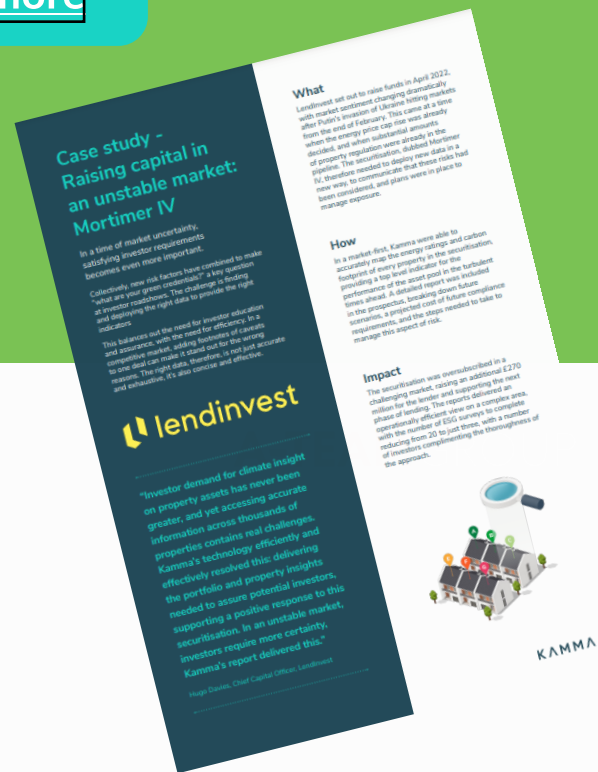 more
Case study -
Raising capital in
an unstable market:
Mortimer IV
In a time of market uncertainty,
satisfying investor requirements
becomes even more important.
Collectively, new risk factors have combined to make
"what are your green credentials?" a key question
at investor roadshows. The challenge is finding
and deploying the right data to provide the right
indicators
This balances out the need for investor education
and assurance, with the need for efficiency. In a
competitive market, adding footnotes of caveats
to one deal can make it stand out for the wrong
reasons. The right data, therefore, is not just accurate
and exhaustive, it's also concise and effective.
lendinvest
"Investor demand for climate insight
on property assets has never been
greater, and yet accessing accurate
information across thousands of
properties contains real challenges.
Kamma's technology efficiently and
effectively resolved this: delivering
the portfolio and property insights
needed to assure potential investors,
supporting a positive response to this
securitisation. In an unstable market,
investors require more certainty,
Kamma's report delivered this."
Hugo Davies, Chief Capital Officer, LendInvest
What
LendInvest set out to raise funds in April 2022,
with market sentiment changing dramatically
after Putin's invasion of Ukraine hitting markets
from the end of February. This came at a time
when the energy price cap rise was already
decided, and when substantial amounts
of property regulation were already in the
pipeline. The securitisation, dubbed Mortimer
IV, therefore needed to deploy new data in a
new way, to communicate that these risks had
been considered, and plans were in place to
manage exposure.
How
In a market-first, Kamma were able to
accurately map the energy ratings and carbon
footprint of every property in the securitisation,
providing a top level indicator for the
performance of the asset pool in the turbulent
times ahead. A detailed report was included
in the prospectus, breaking down future
scenarios, a projected cost of future compliance
requirements, and the steps needed to take to
manage this aspect of risk.
Impact
The securitisation was oversubscribed in a
challenging market, raising an additional £270
million for the lender and supporting the next
phase of lending. The reports delivered an
operationally efficient view on a complex area,
with the number of ESG surveys to complete
reducing from 20 to just three, with a number
of investors complimenting the thoroughness of
the approach.
KAMMA